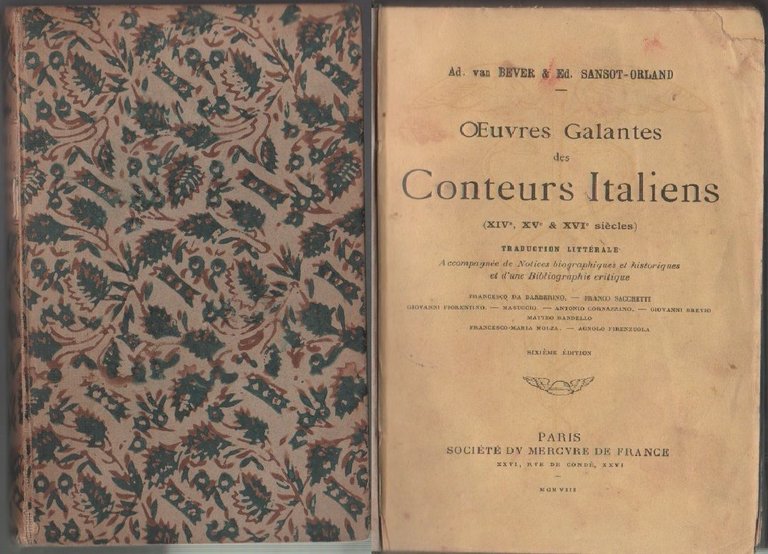 Ad. van BEVER & Ed. SANSOT-ORLAND
ŒEuvres Galantes
des
Conteurs Italiens
(XIVᵉ, XVᵉ & XVIᵉ siècles)
TRADUCTION LITTÉRALE
Accompagnée de Notices biographiques et historiques
et d'une Bibliographie critique
FRANCESCO DA BARBERINO. — FRANCO SACCHETTI
GIOVANNI FIORENTINO. — MASUCCIO. — ANTONIO CORNAZZANO. — GIOVANNI BREVIO
MATTEO BANDELLO
FRANCESCO-MARIA MOLZA. — AGNOLO FIRENZUOLA
SIXIÈME ÉDITION
PARIS
SOCIÉTÉ DV MERCVRE DE FRANCE
XXVI, RVE DE CONDÉ, XXVI
MCMVIII